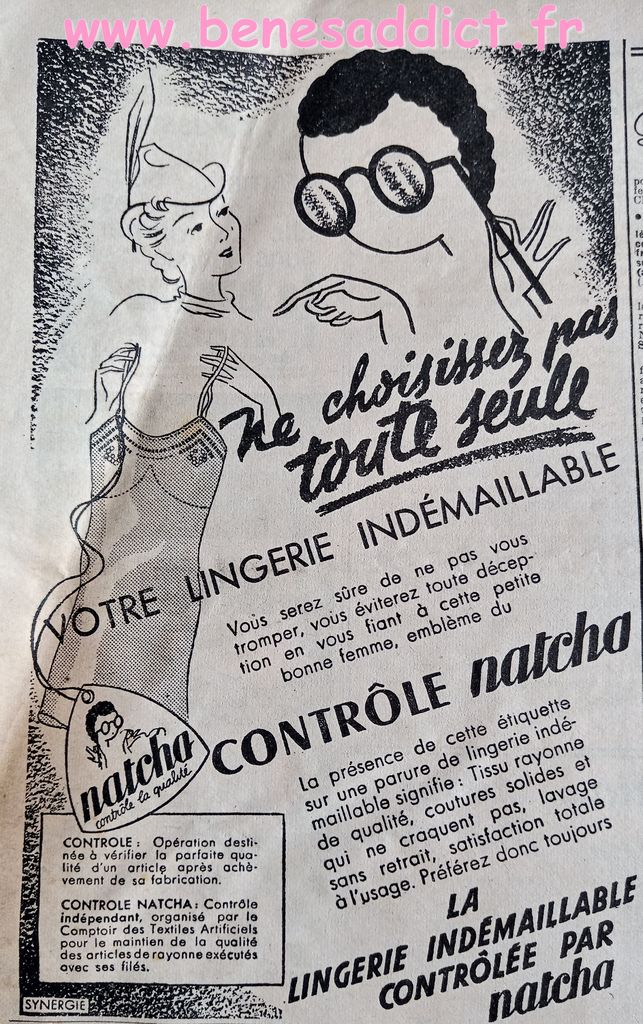 www.benesaddict.fr
Ne choisissez pas
toute seule
VOTRE LINGERIE INDÉMAILLABLE
Vous serez sûre de ne pas vous
tromper, vous éviterez toute décep-
tion en vous fiant à cette petite
bonne femme, emblème du
CONTRÔLE natcha
La présence de cette étiquette
sur une parure de lingerie indé-
maillable signifie : Tissu rayonne
de qualité, coutures solides et
qui ne craquent pas, lavage
sans retrait, satisfaction totale
à l'usage. Préférez donc toujours
LA
LINGERIE INDÉMAILLABLE
CONTRÔLÉE PAR
natcha
natcha
contrôle la qualité
CONTROLE : Opération desti-
née à vérifier la parfaite qua-
lité d'un article après achè-
vement de sa fabrication.
CONTROLE NATCHA : Contrôle
indépendant, organisé par le
Comptoir des Textiles Artificiels
pour le maintien de la qualité
des articles de rayonne exécutés
avec ses filés.
SYNERGIE